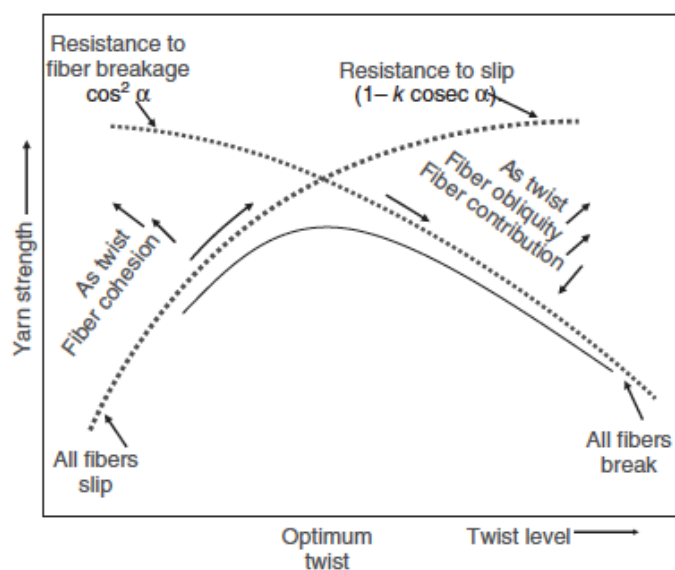 Resistance to
fiber breakage
cos² α
Resistance to slip
(1– k cosec α)
As twist
Fiber obliquity
Fiber contribution
As twist
Fiber cohesion
Yarn strength
All fibers
slip
All fibers
break
Optimum
twist
Twist level